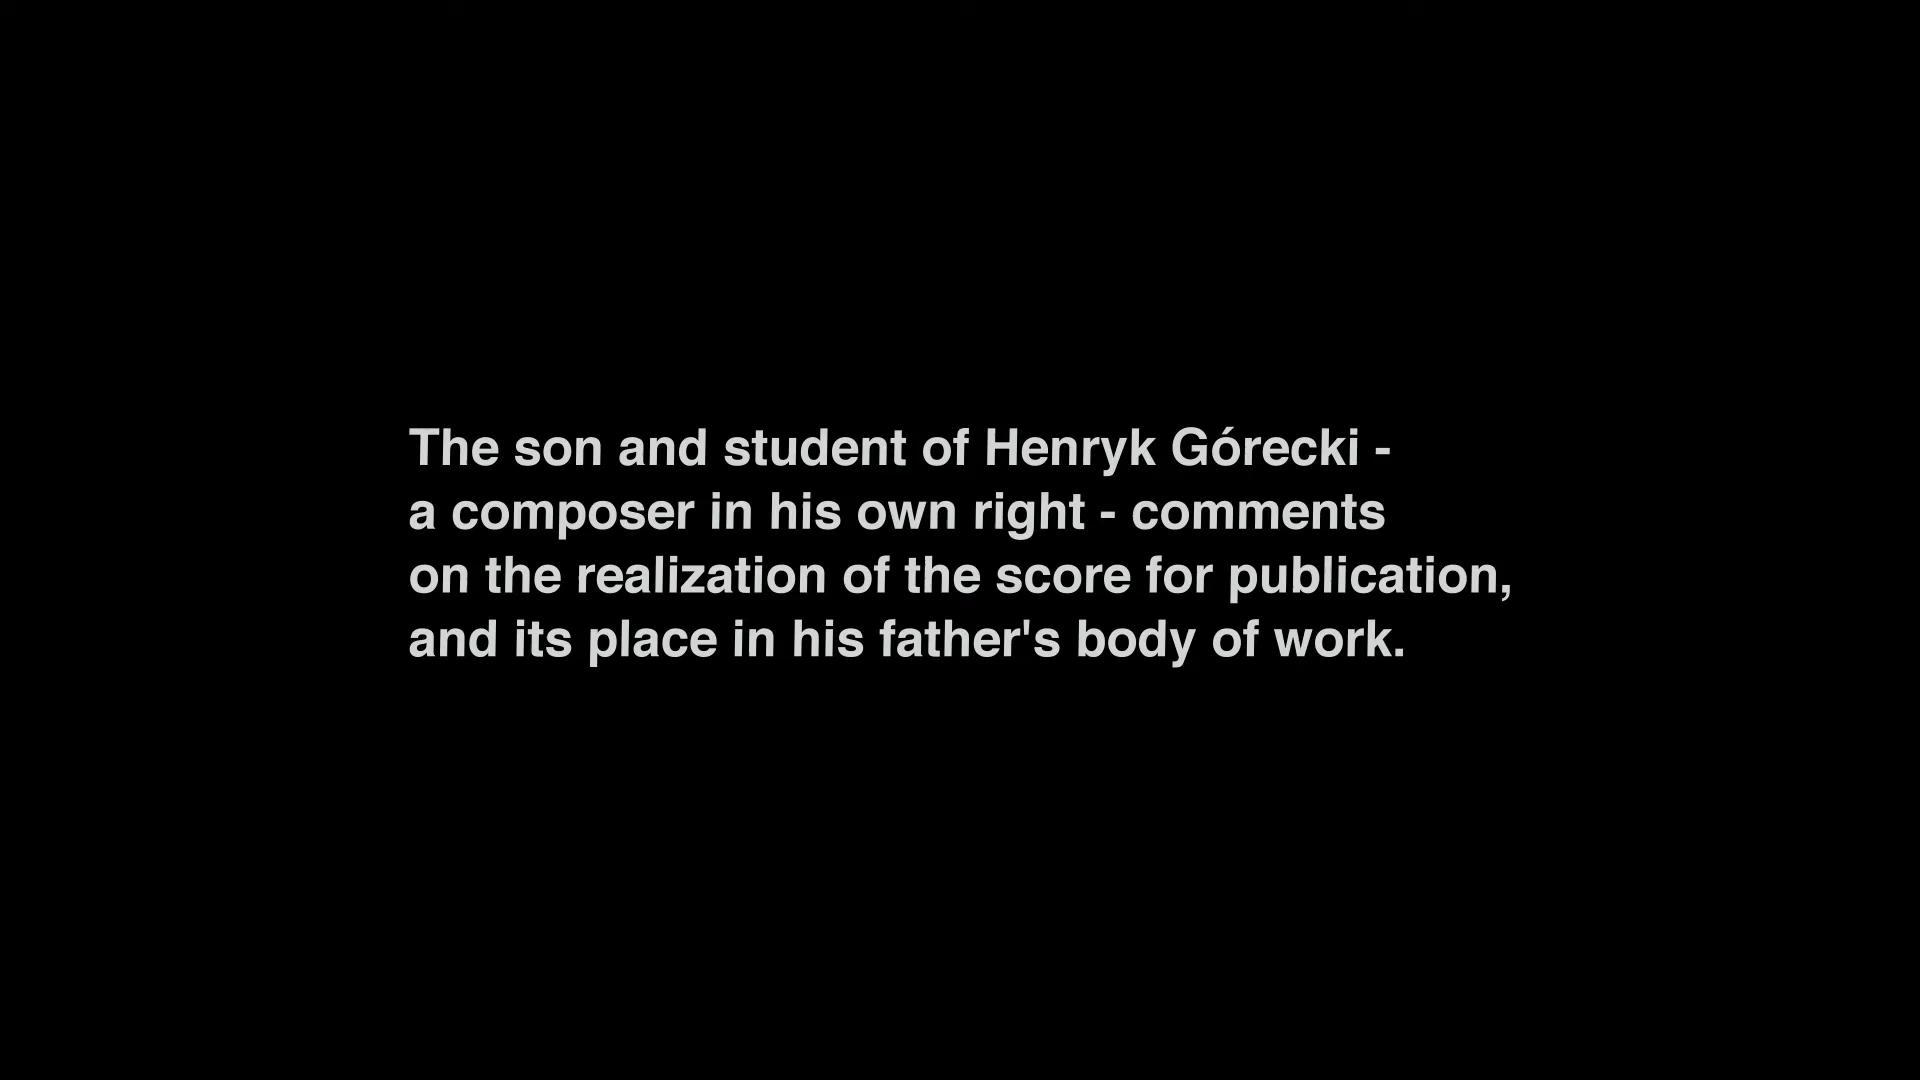 The son and student of Henryk Górecki -
a composer in his own right - comments
on the realization of the score for publication,
and its place in his father's body of work.